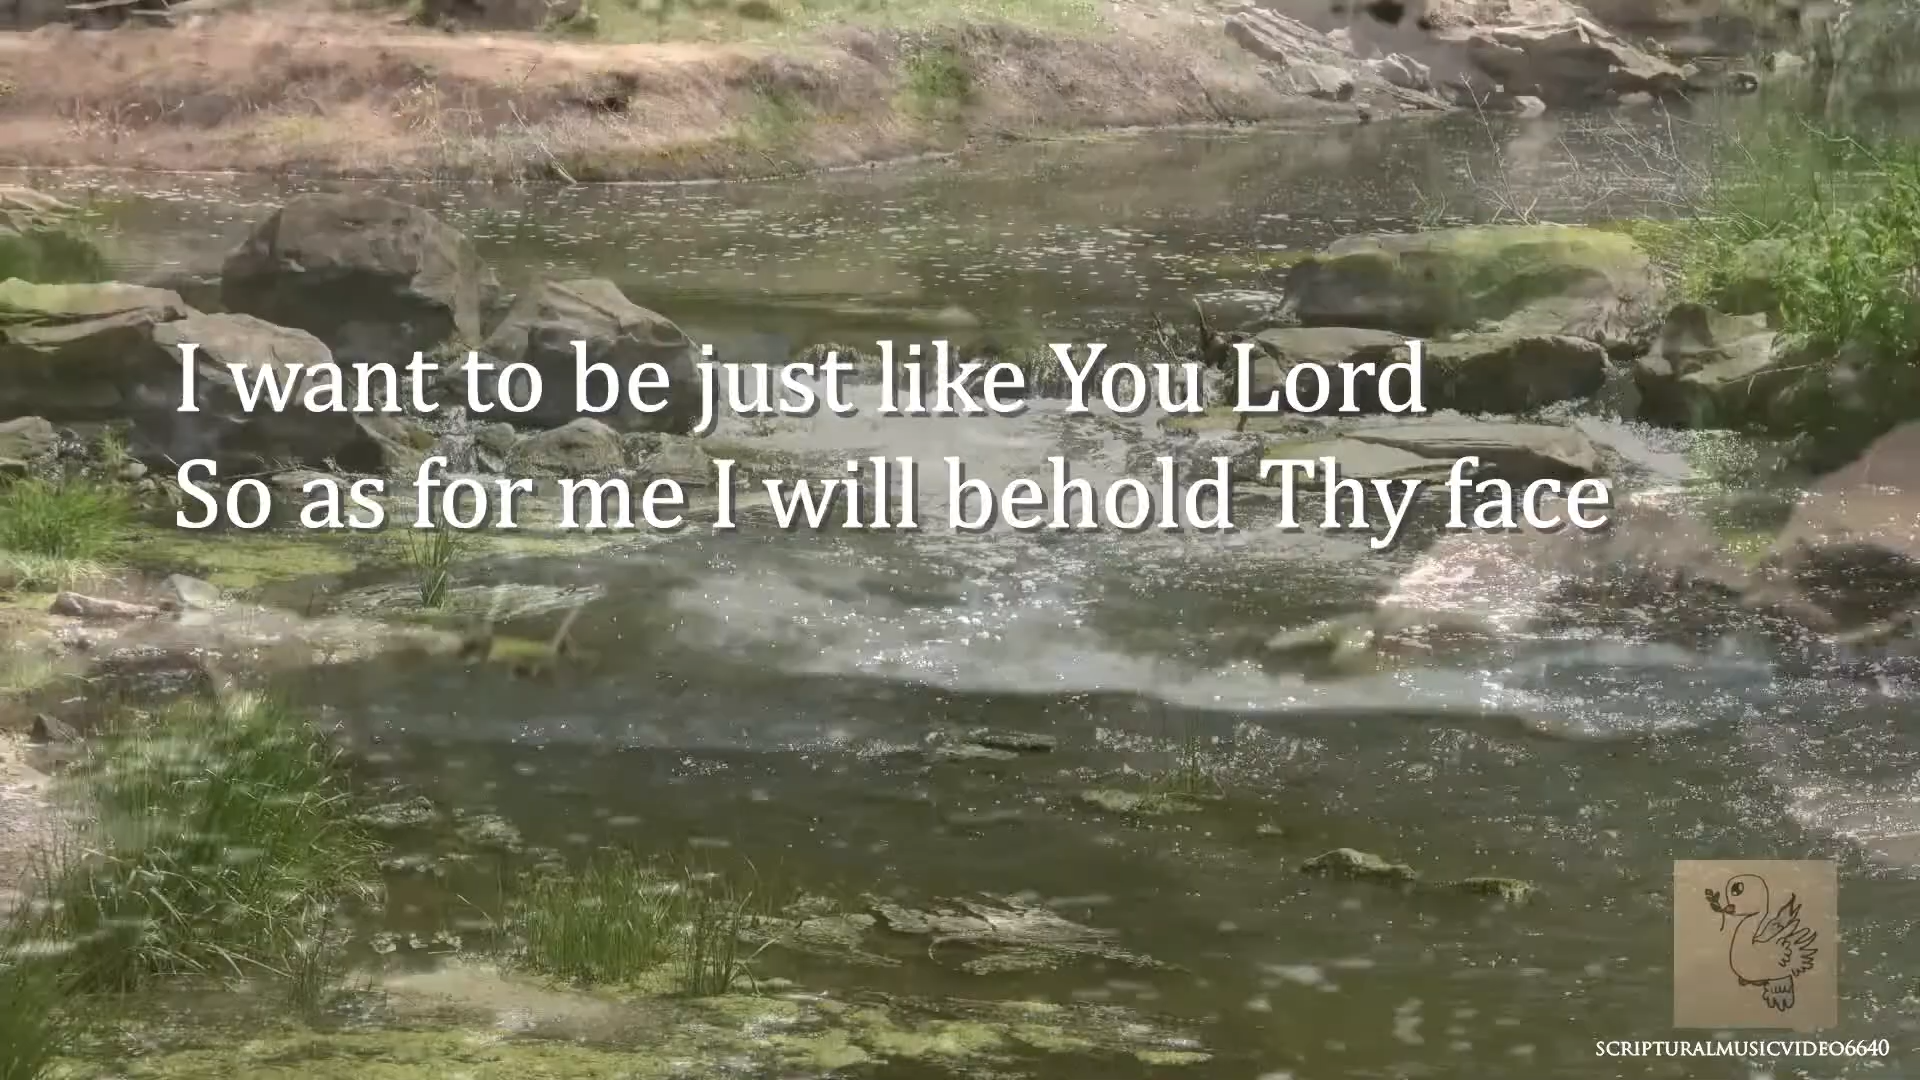 I want to be just like You Lord
So as for me I will behold Thy face
SCRIPTURALMUSICVIDEO6640